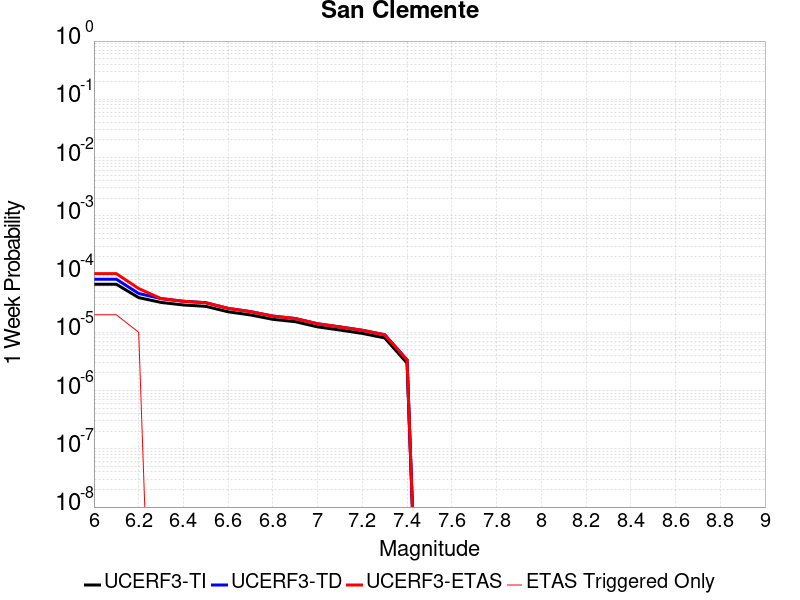 San Clemente
10^0
10^-1
10^-2
10^-3
10^-4
10^-5
10^-6
10^-7
10^-8
1 Week Probability
6 6.2 6.4 6.6 6.8 7 7.2 7.4 7.6 7.8 8 8.2 8.4 8.6 8.8 9
Magnitude
UCERF3-TI UCERF3-TD UCERF3-ETAS ETAS Triggered Only